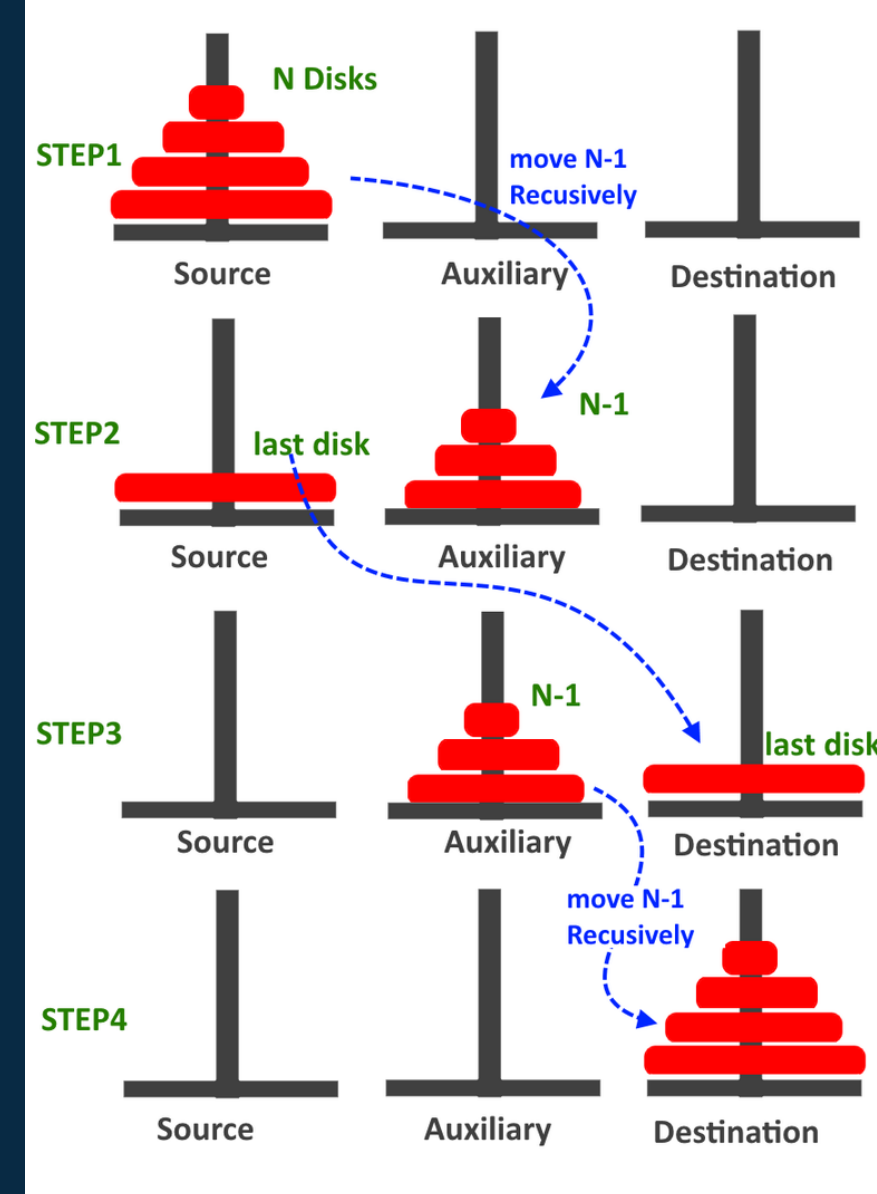 N Disks
STEP1
move N-1
Recusively
Source
Auxiliary
Destination
STEP2
last disk
N-1
Source
Auxiliary
Destination
STEP3
N-1
last disk
Source
Auxiliary
Destination
move N-1
Recusively
STEP4
Source
Auxiliary
Destination